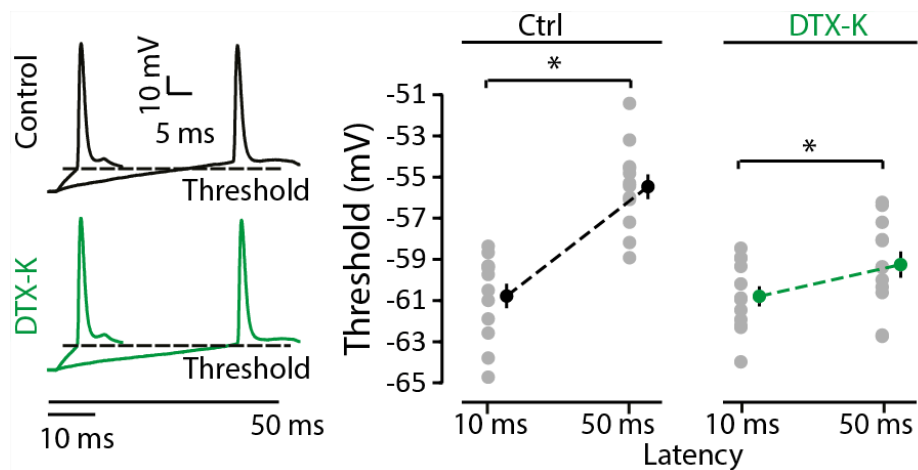 Control
10 mV
5 ms
Threshold
DTX-K
Threshold
10 ms
50 ms
Ctrl
DTX-K
*
*
Threshold (mV)
-51
-53
-55
-57
-59
-61
-63
-65
10 ms
50 ms
10 ms
50 ms
Latency